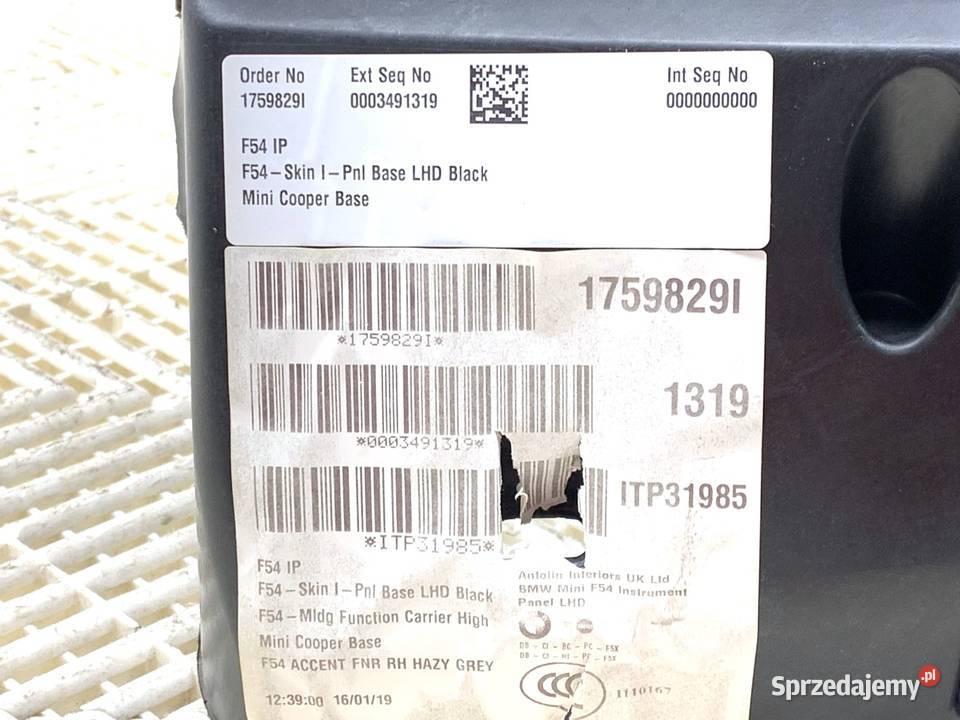 Order No Ext Seq No Int Seq No
1759829I 0003491319 0000000000
F54 IP
F54-Skin I-Pnl Base LHD Black
Mini Cooper Base
1759829I
*1759829I*
1319
*0003491319*
ITP31985
*ITP31985*
F54 IP
F54-Skin I-Pnl Base LHD Black
F54-Mldg Function Carrier High
Mini Cooper Base
F54 ACCENT FNR RH HAZY GREY
12:39:00 16/01/19
Antolin Interiors UK Ltd
BMW Mini F54 Instrument
Panel LHD
CCC
Sprzedajemy.pl